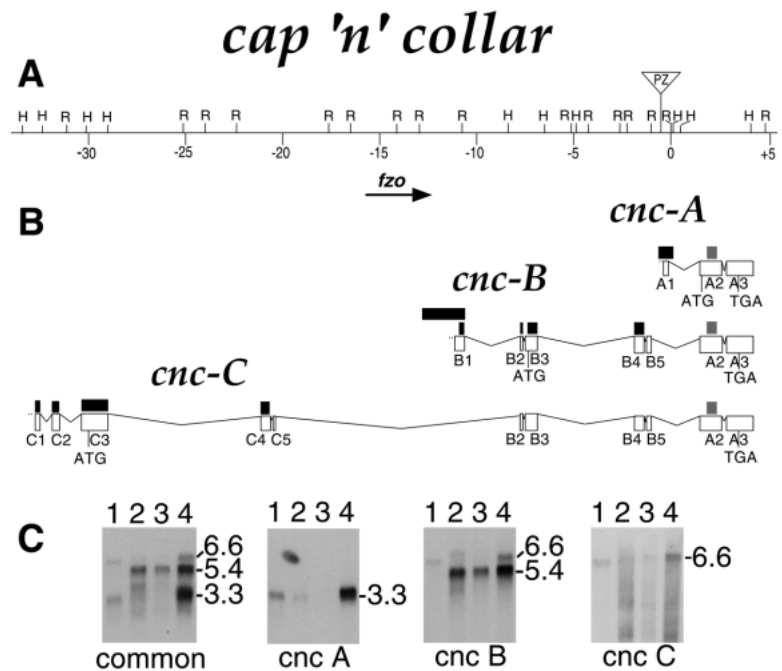 cap 'n' collar
A
PZ
H H R H H R R R R R R R R H H R H H R R R R R H H H R
-30 -25 -20 -15 -10 -5 0 +5
fzo
B
cnc-A
A1 A2 A3
ATG TGA
cnc-B
B1 B2 B3 B4 B5 A2 A3
ATG TGA
cnc-C
C1 C2 C3 C4 C5 B2 B3 B4 B5 A2 A3
ATG TGA
C
1 2 3 4 1 2 3 4 1 2 3 4 1 2 3 4
6.6 6.6 -6.6
-5.4 -5.4
-3.3 -3.3
common cnc A cnc B cnc C